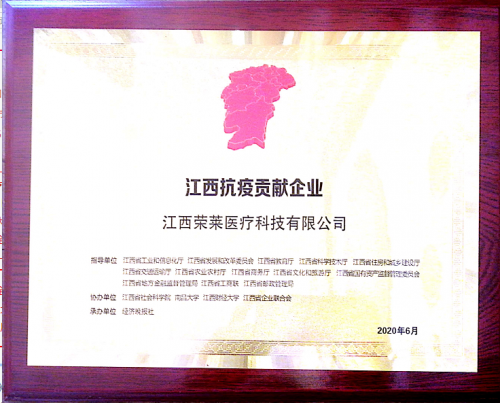 江西抗疫贡献企业
江西荣莱医疗科技有限公司
指导单位 江西省工业和信息化厅 江西省发展和改革委员会 江西省教育厅 江西省科学技术厅 江西省住房和城乡建设厅
江西省交通运输厅 江西省农业农村厅 江西省商务厅 江西省文化和旅游厅 江西省国有资产监督管理委员会
江西省地方金融监督管理局 江西省工商联 江西省邮政管理局
协办单位 江西省社会科学院 南昌大学 江西财经大学 江西省企业联合会
承办单位 经济晚报社
2020年6月